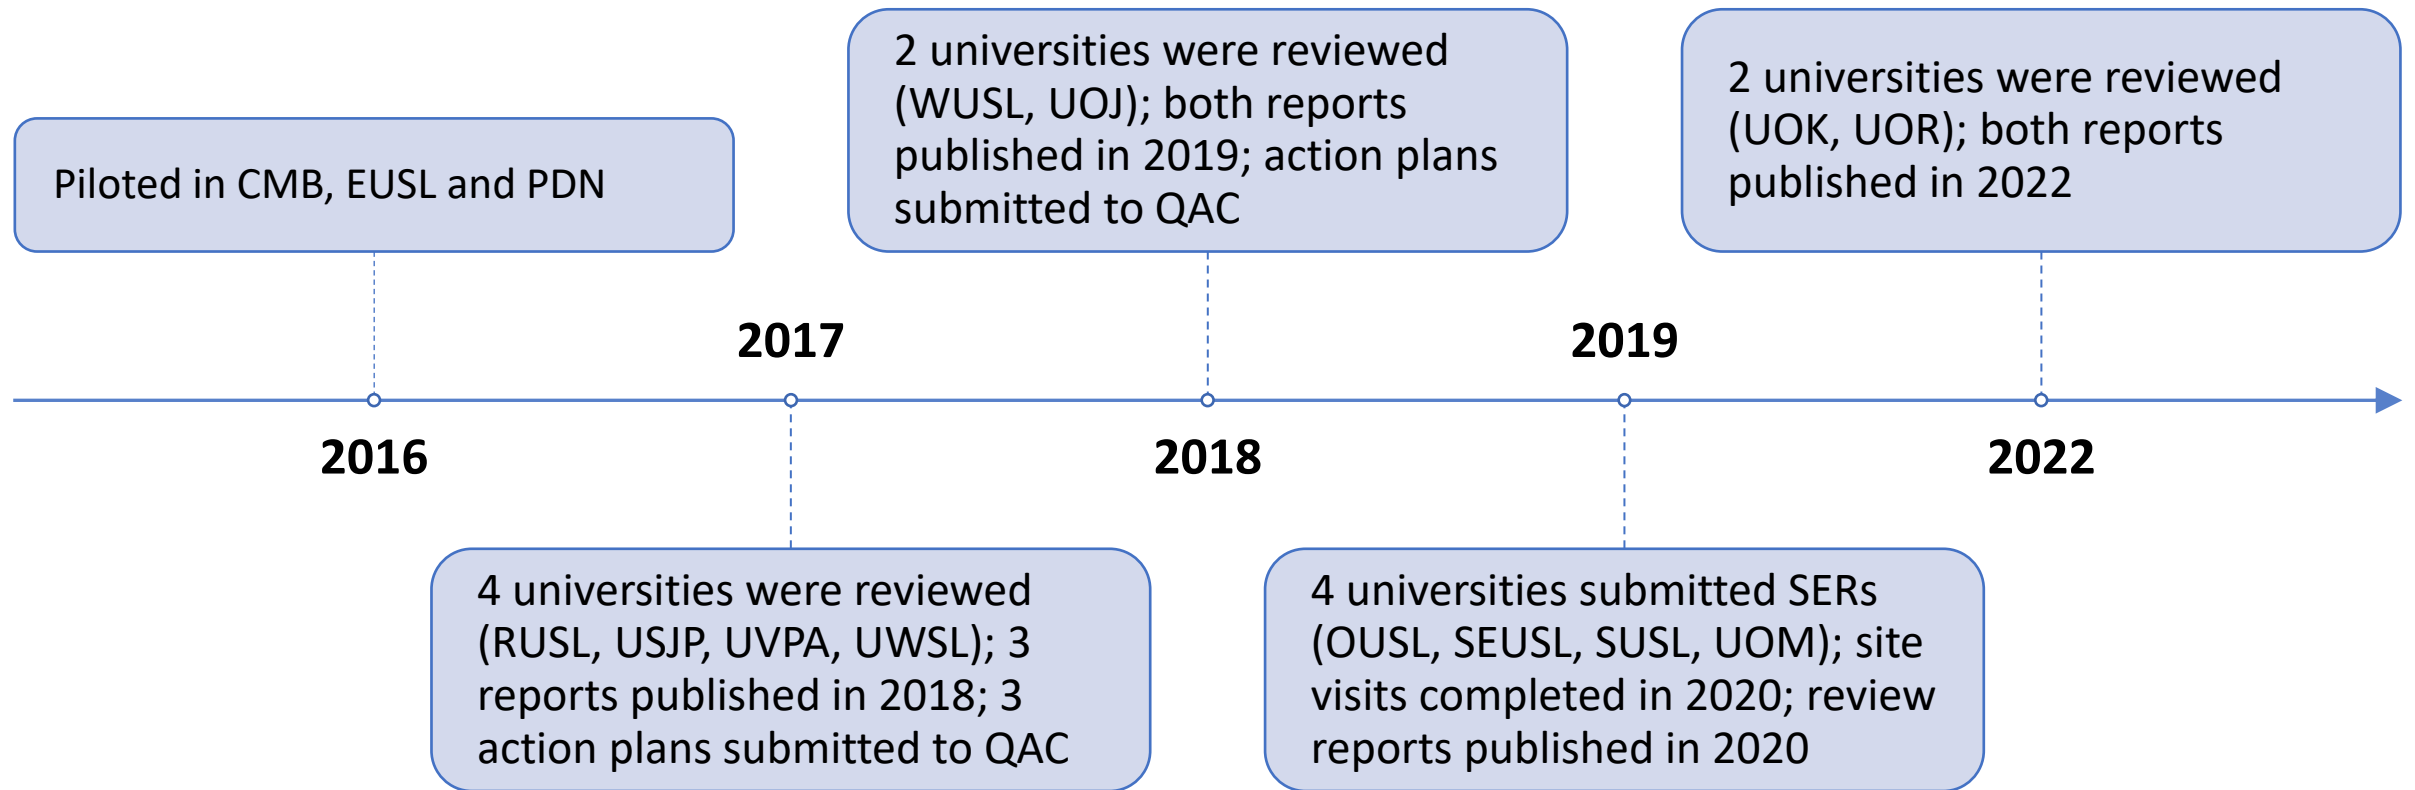 Piloted in CMB, EUSL and PDN
2016
2017
4 universities were reviewed
(RUSL, USJP, UVPA, UWSL); 3
reports published in 2018; 3
action plans submitted to QAC
2 universities were reviewed
(WUSL, UOJ); both reports
published in 2019; action plans
submitted to QAC
2018
2019
4 universities submitted SERs
(OUSL, SEUSL, SUSL, UOM); site
visits completed in 2020; review
reports published in 2020
2 universities were reviewed
(UOK, UOR); both reports
published in 2022
2022